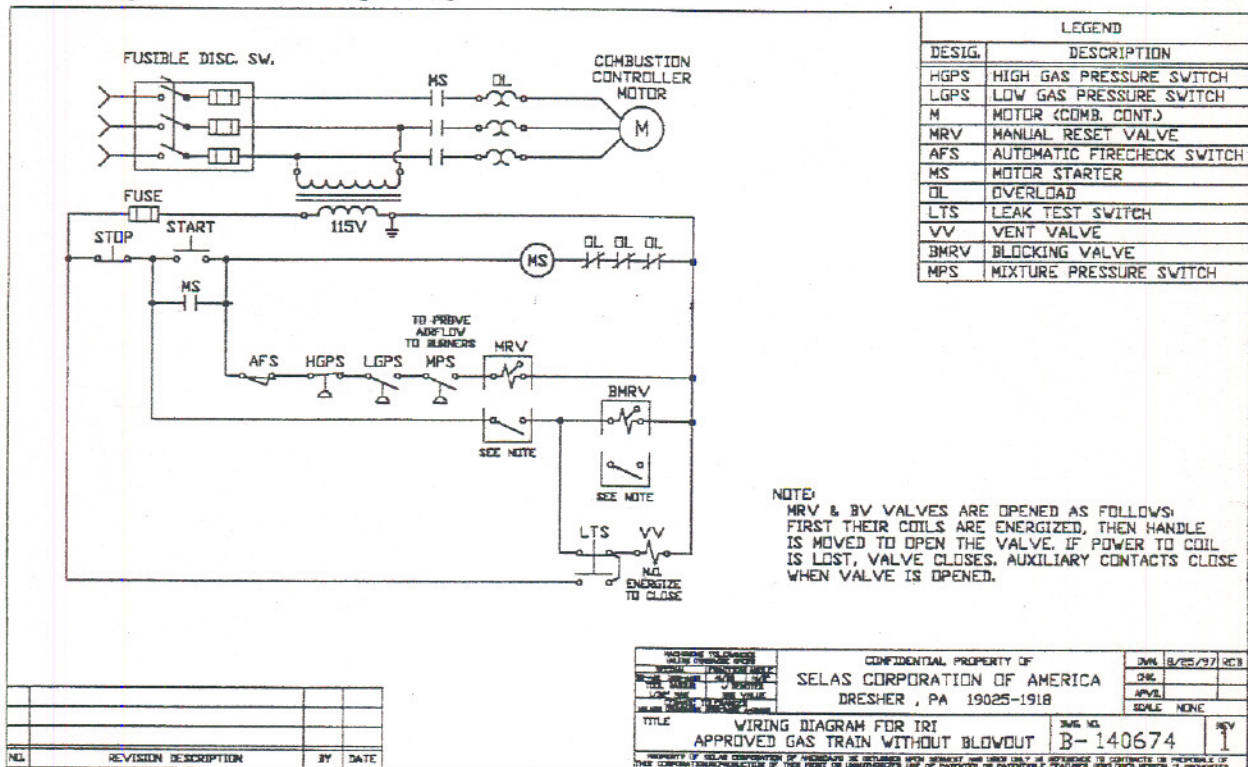 FUSIBLE DISC. SW.
MS
OL
COMBUSTION
CONTROLLER
MOTOR
M
FUSE
115V
STOP
START
MS
OL OL OL
MS
TO PROVE
AIRFLOW
TO BURNERS
AFS HGPS LGPS MPS
MRV
BMRV
SEE NOTE
SEE NOTE
LTS
VV
N.O.
ENERGIZE
TO CLOSE
LEGEND
DESIG. DESCRIPTION
HGPS HIGH GAS PRESSURE SWITCH
LGPS LOW GAS PRESSURE SWITCH
M MOTOR (COMB. CONT.)
MRV MANUAL RESET VALVE
AFS AUTOMATIC FIRECHECK SWITCH
MS MOTOR STARTER
OL OVERLOAD
LTS LEAK TEST SWITCH
VV VENT VALVE
BMRV BLOCKING VALVE
MPS MIXTURE PRESSURE SWITCH
NOTE:
MRV & BV VALVES ARE OPENED AS FOLLOWS:
FIRST THEIR COILS ARE ENERGIZED, THEN HANDLE
IS MOVED TO OPEN THE VALVE. IF POWER TO COIL
IS LOST, VALVE CLOSES. AUXILIARY CONTACTS CLOSE
WHEN VALVE IS OPENED.
NO. REVISION DESCRIPTION BY DATE
CONFIDENTIAL PROPERTY OF
SELAS CORPORATION OF AMERICA
DRESHER , PA 19025-1918
DWN. 8/25/97 RCB
CHK.
APVD.
SCALE NONE
TITLE
WIRING DIAGRAM FOR IRI
APPROVED GAS TRAIN WITHOUT BLOWOUT
DWG. NO.
B-140674
REV
1